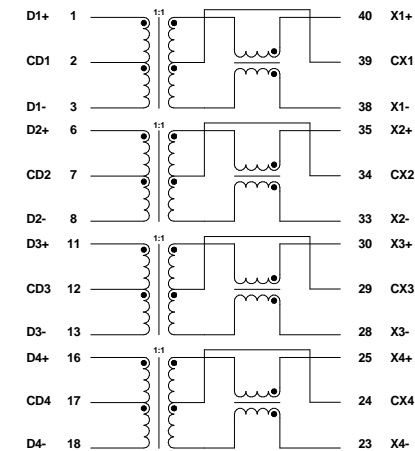 D1+ 1 1:1 40 X1+
CD1 2 39 CX1
D1- 3 38 X1-
D2+ 6 1:1 35 X2+
CD2 7 34 CX2
D2- 8 33 X2-
D3+ 11 1:1 30 X3+
CD3 12 29 CX3
D3- 13 28 X3-
D4+ 16 1:1 25 X4+
CD4 17 24 CX4
D4- 18 23 X4-